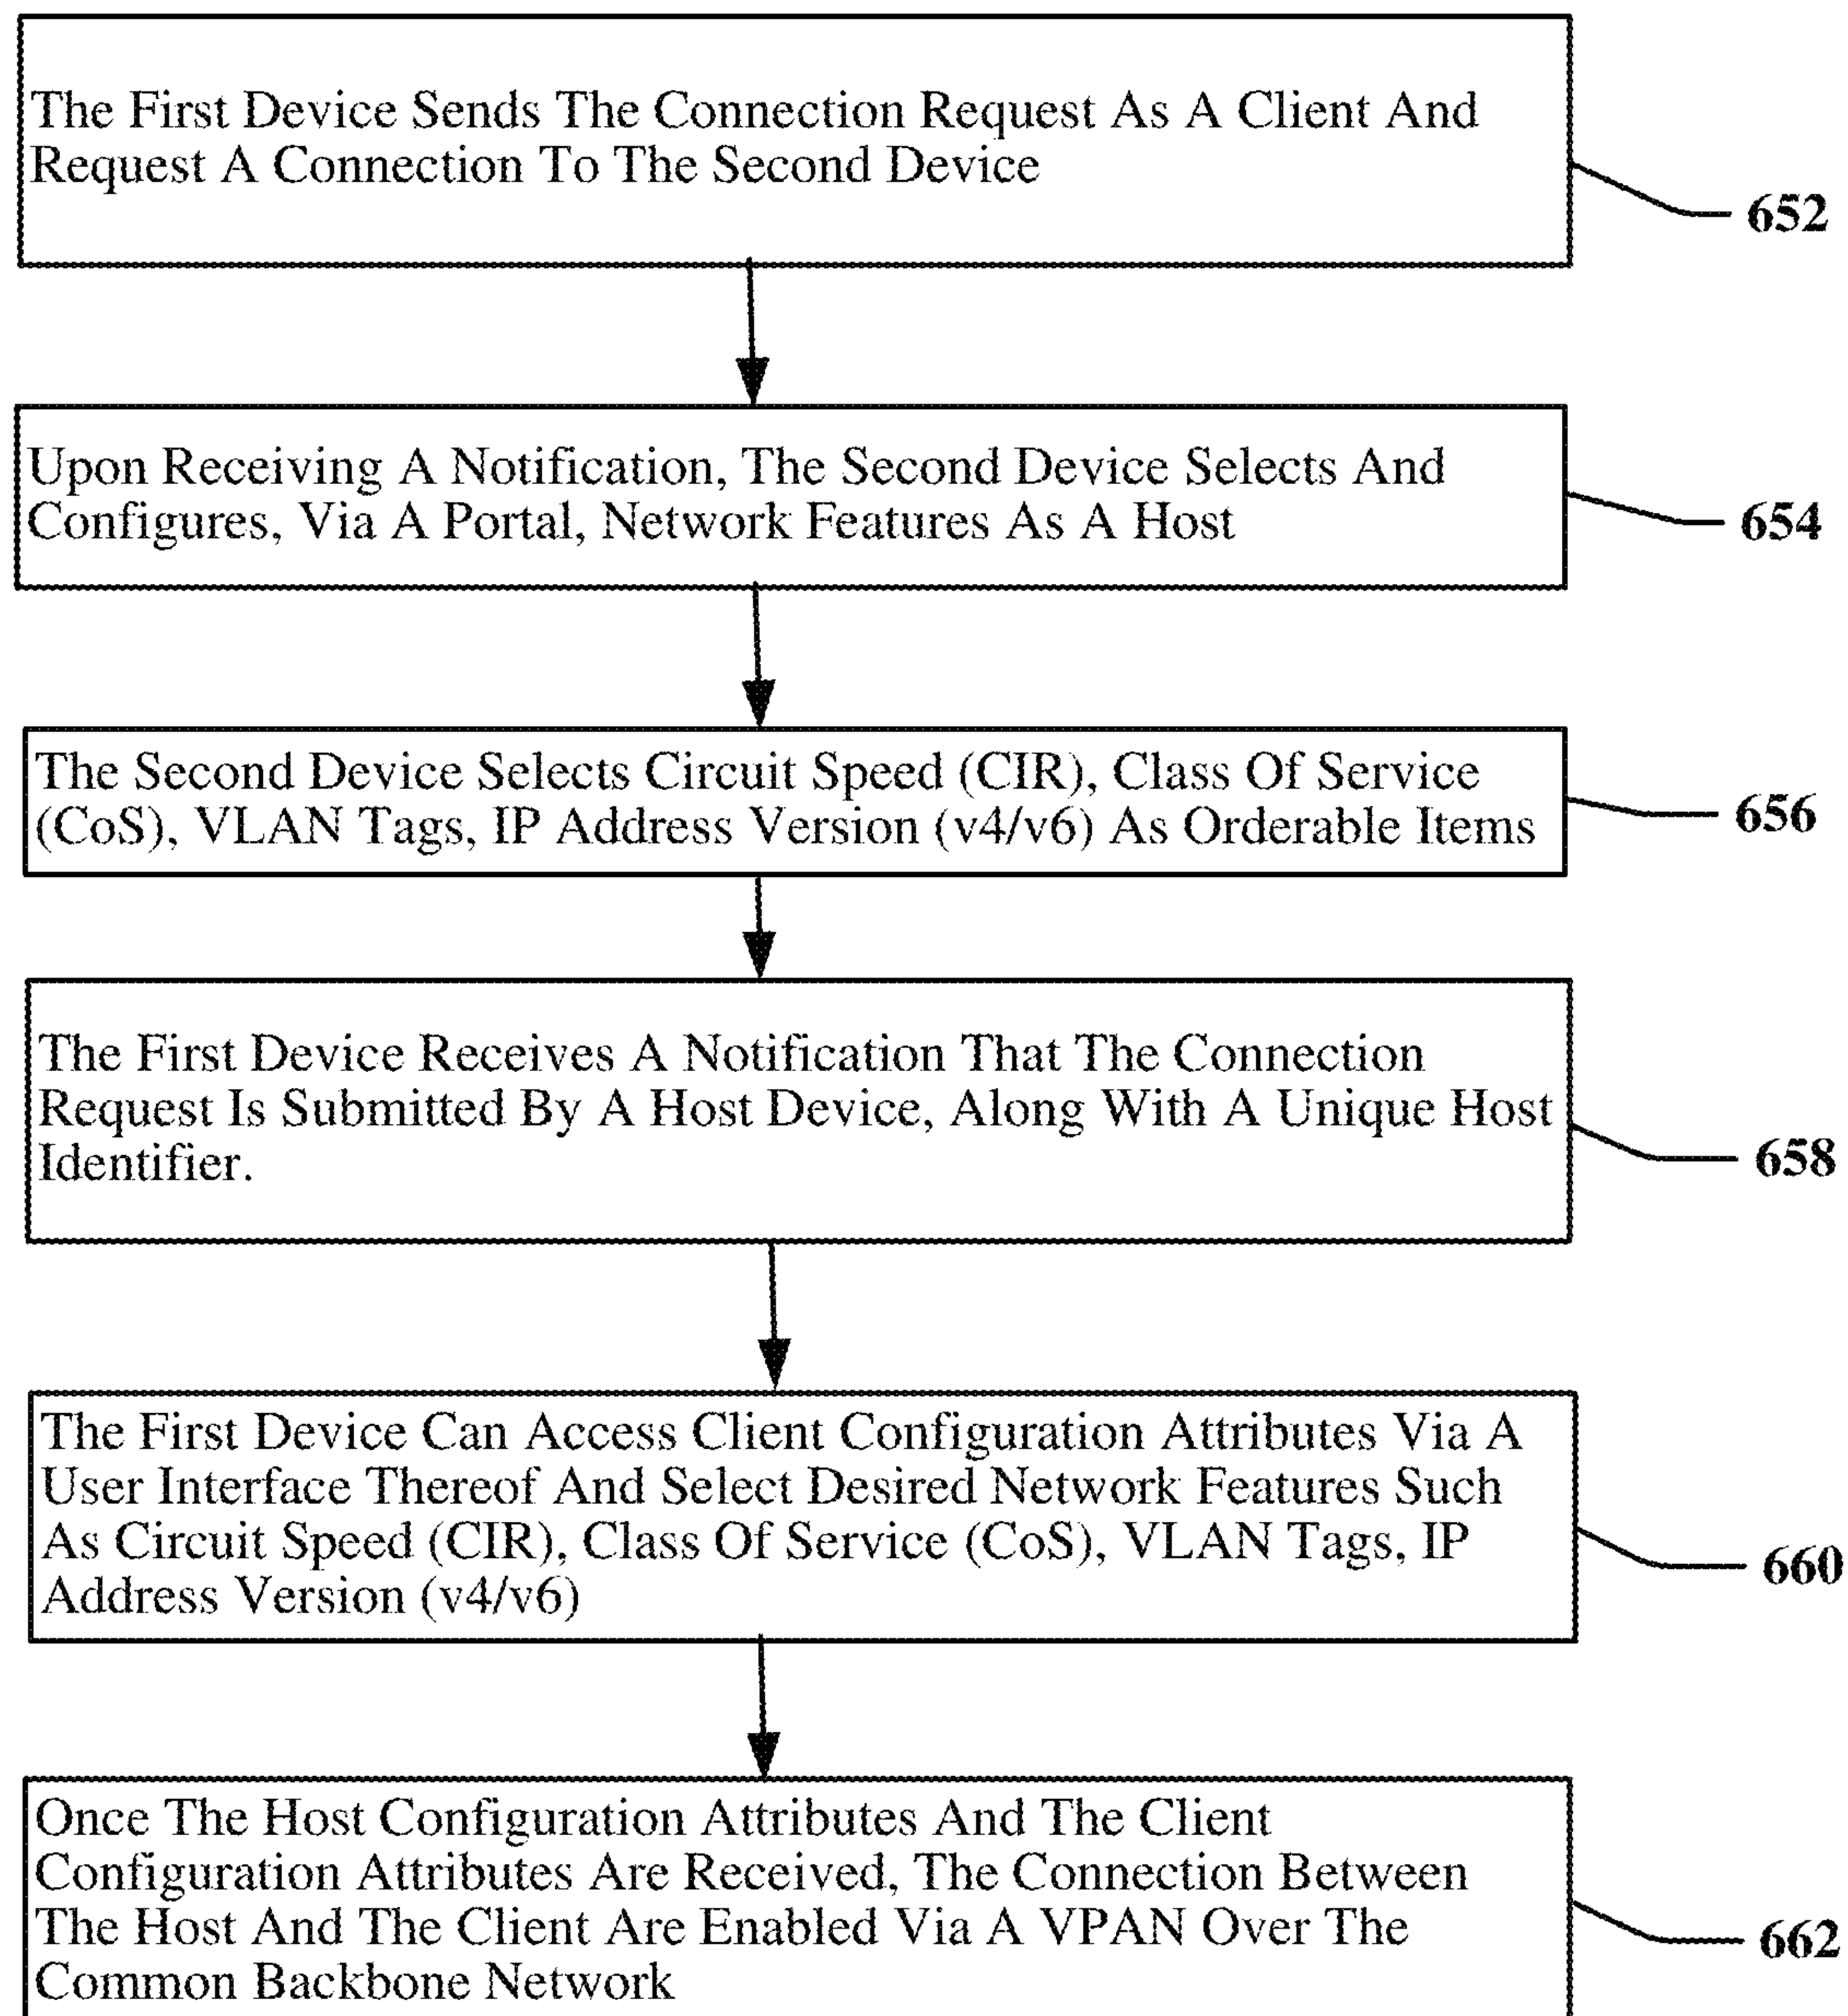 The First Device Sends The Connection Request As A Client And
Request A Connection To The Second Device
652
Upon Receiving A Notification, The Second Device Selects And
Configures, Via A Portal, Network Features As A Host
654
The Second Device Selects Circuit Speed (CIR), Class Of Service
(CoS), VLAN Tags, IP Address Version (v4/v6) As Orderable Items
656
The First Device Receives A Notification That The Connection
Request Is Submitted By A Host Device, Along With A Unique Host
Identifier.
658
The First Device Can Access Client Configuration Attributes Via A
User Interface Thereof And Select Desired Network Features Such
As Circuit Speed (CIR), Class Of Service (CoS), VLAN Tags, IP
Address Version (v4/v6)
660
Once The Host Configuration Attributes And The Client
Configuration Attributes Are Received, The Connection Between
The Host And The Client Are Enabled Via A VPAN Over The
Common Backbone Network
662